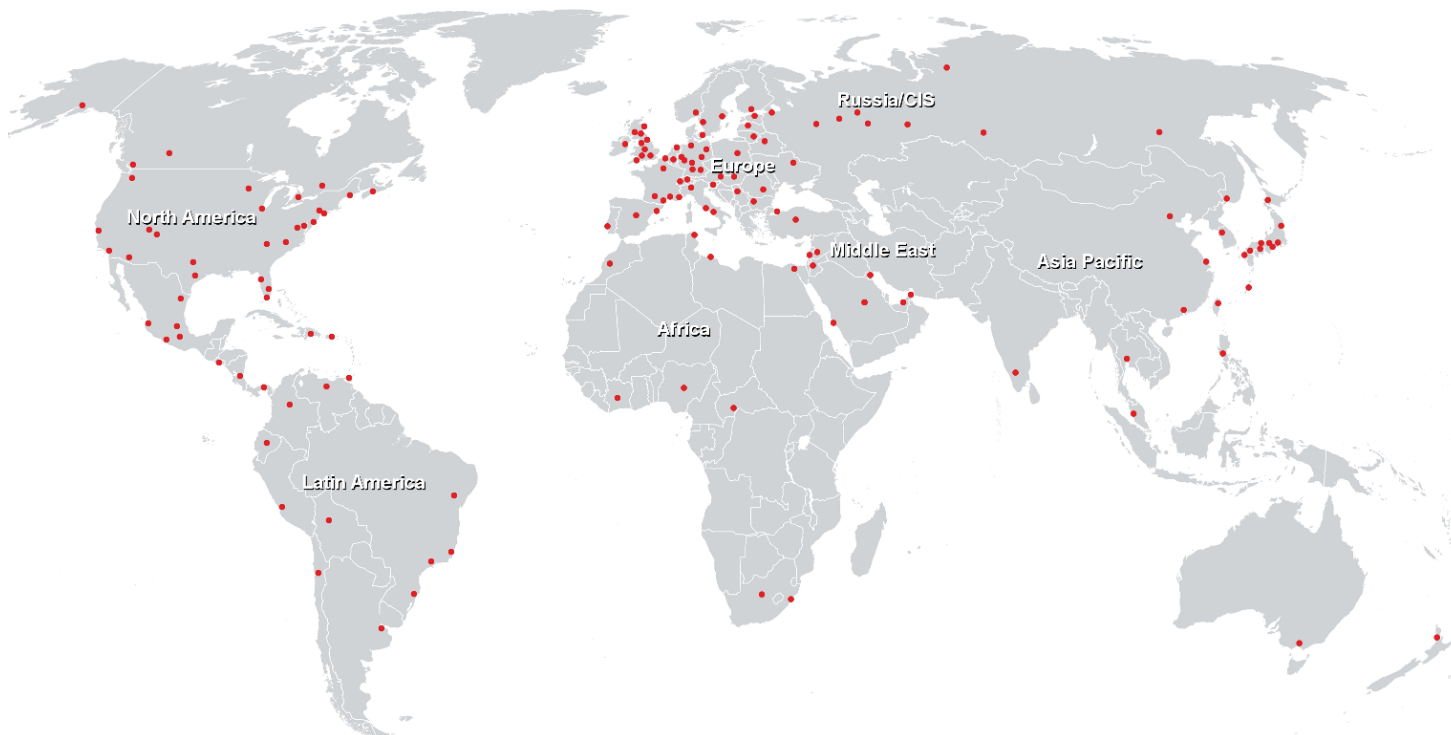 Russia/CIS
Europe
North America
Middle East
Asia Pacific
Africa
Latin America